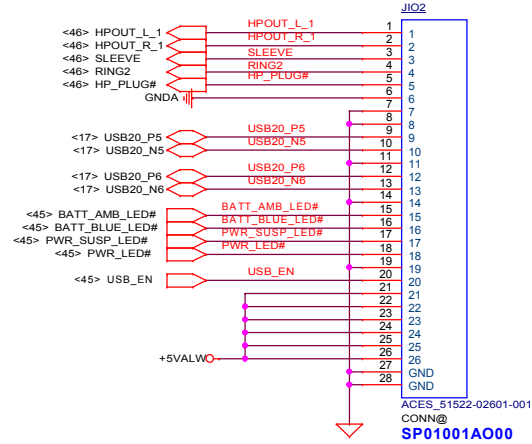 JIO2
<46> HPOUT_L_1 HPOUT_L_1 1 1
<46> HPOUT_R_1 HPOUT_R_1 2 2
<46> SLEEVE SLEEVE 3 3
<46> RING2 RING2 4 4
<46> HP_PLUG# HP_PLUG# 5 5
GNDA 6 6
7 7
8 8
<17> USB20_P5 USB20_P5 9 9
<17> USB20_N5 USB20_N5 10 10
11 11
<17> USB20_P6 USB20_P6 12 12
<17> USB20_N6 USB20_N6 13 13
14 14
<45> BATT_AMB_LED# BATT_AMB_LED# 15 15
<45> BATT_BLUE_LED# BATT_BLUE_LED# 16 16
<45> PWR_SUSP_LED# PWR_SUSP_LED# 17 17
<45> PWR_LED# PWR_LED# 18 18
19 19
<45> USB_EN USB_EN 20 20
21 21
22 22
23 23
24 24
25 25
+5VALW 26 26
27 GND
28 GND
ACES_51522-02601-001
CONN@
SP01001AO00